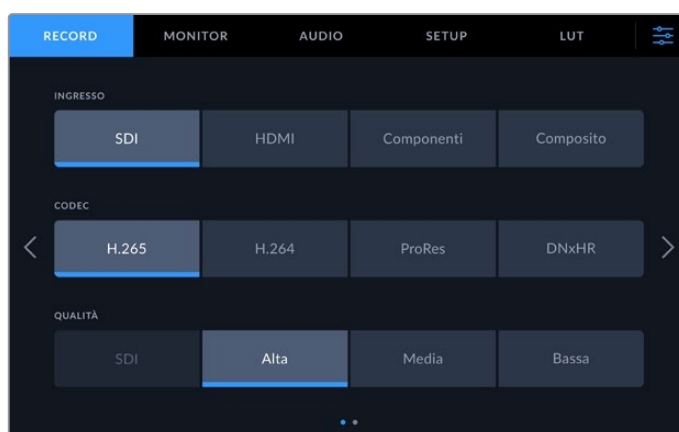 RECORD MONITOR AUDIO SETUP LUT
INGRESSO
SDI HDMI Componenti Composito
CODEC
H.265 H.264 ProRes DNxHR
QUALITÀ
SDI Alta Media Bassa